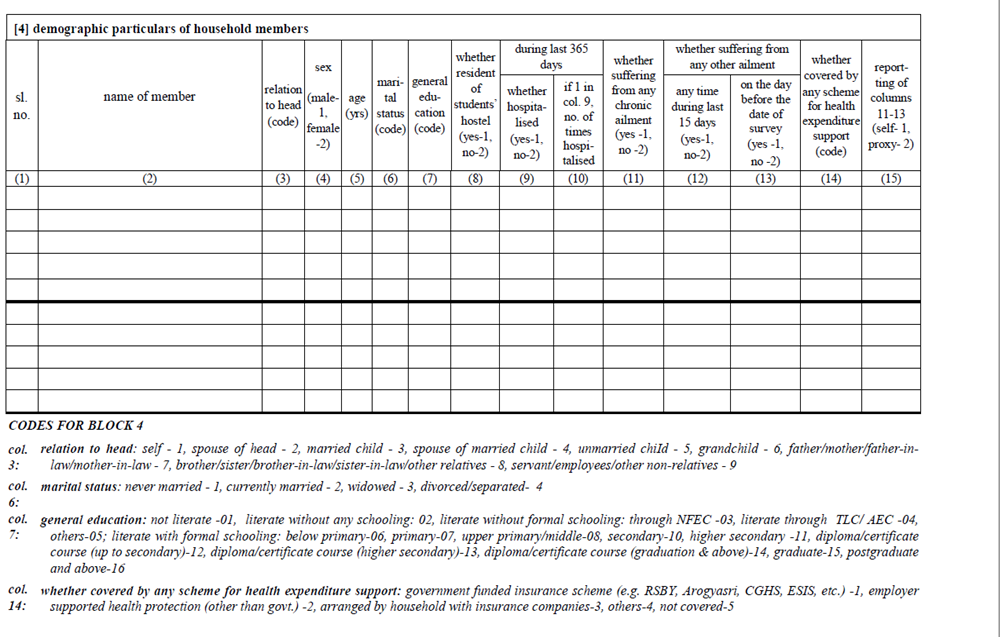 [4] demographic particulars of household members
sl.
no.
name of member
relation
to head
(code)
sex
(male-
1,
female
-2)
age
(yrs)
mari-
tal
status
(code)
general
edu-
cation
(code)
whether
resident
of
students’
hostel
(yes-1,
no-2)
during last 365
days
whether
hospita-
lised
(yes-1,
no-2)
if 1 in
col. 9,
no. of
times
hospi-
talised
whether
suffering
from any
chronic
ailment
(yes -1,
no -2)
whether suffering from
any other ailment
any time
during last
15 days
(yes-1,
no-2)
on the day
before the
date of
survey
(yes -1,
no -2)
whether
covered by
any scheme
for health
expenditure
support
(code)
report-
ting of
columns
11-13
(self- 1,
proxy- 2)
(1) (2) (3) (4) (5) (6) (7) (8) (9) (10) (11) (12) (13) (14) (15)
CODES FOR BLOCK 4
col. relation to head: self - 1, spouse of head - 2, married child - 3, spouse of married child - 4, unmarried child - 5, grandchild - 6, father/mother/father-in-
3: law/mother-in-law - 7, brother/sister/brother-in-law/sister-in-law/other relatives - 8, servant/employees/other non-relatives - 9
col. marital status: never married - 1, currently married - 2, widowed - 3, divorced/separated- 4
6:
col. general education: not literate -01, literate without any schooling: 02, literate without formal schooling: through NFEC -03, literate through TLC/ AEC -04,
7: others-05; literate with formal schooling: below primary-06, primary-07, upper primary/middle-08, secondary-10, higher secondary -11, diploma/certificate
course (up to secondary)-12, diploma/certificate course (higher secondary)-13, diploma/certificate course (graduation & above)-14, graduate-15, postgraduate
and above-16
col. whether covered by any scheme for health expenditure support: government funded insurance scheme (e.g. RSBY, Arogyasri, CGHS, ESIS, etc.) -1, employer
14: supported health protection (other than govt.) -2, arranged by household with insurance companies-3, others-4, not covered-5